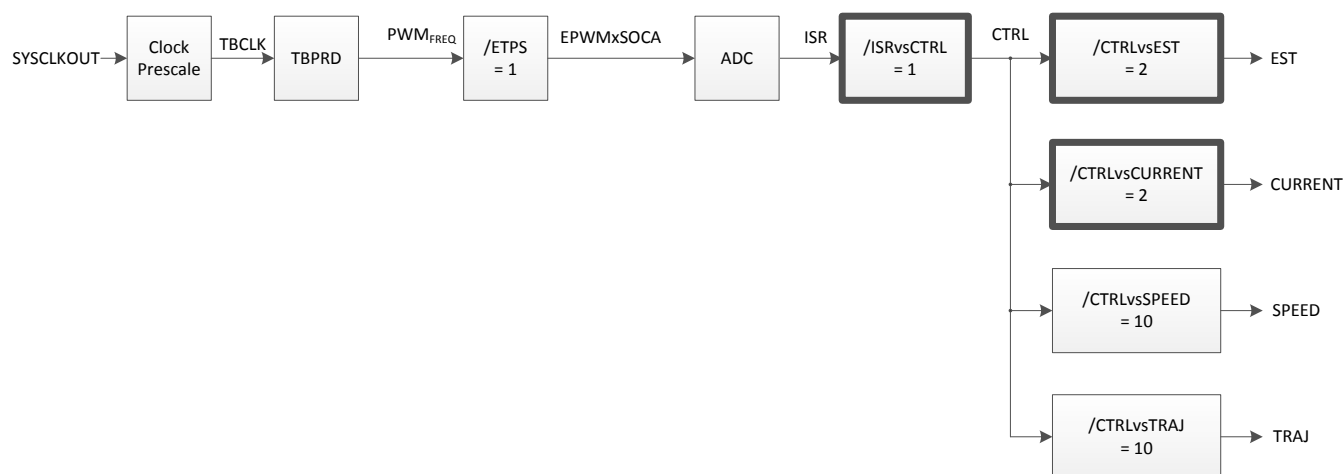 SYSCLKOUT
Clock
Prescale
TBCLK
TBPRD
PWMFREQ
/ETPS
= 1
EPWMxSOCA
ADC
ISR
/ISRvsCTRL
= 1
CTRL
/CTRLvsEST
= 2
EST
/CTRLvsCURRENT
= 2
CURRENT
/CTRLvsSPEED
= 10
SPEED
/CTRLvsTRAJ
= 10
TRAJ